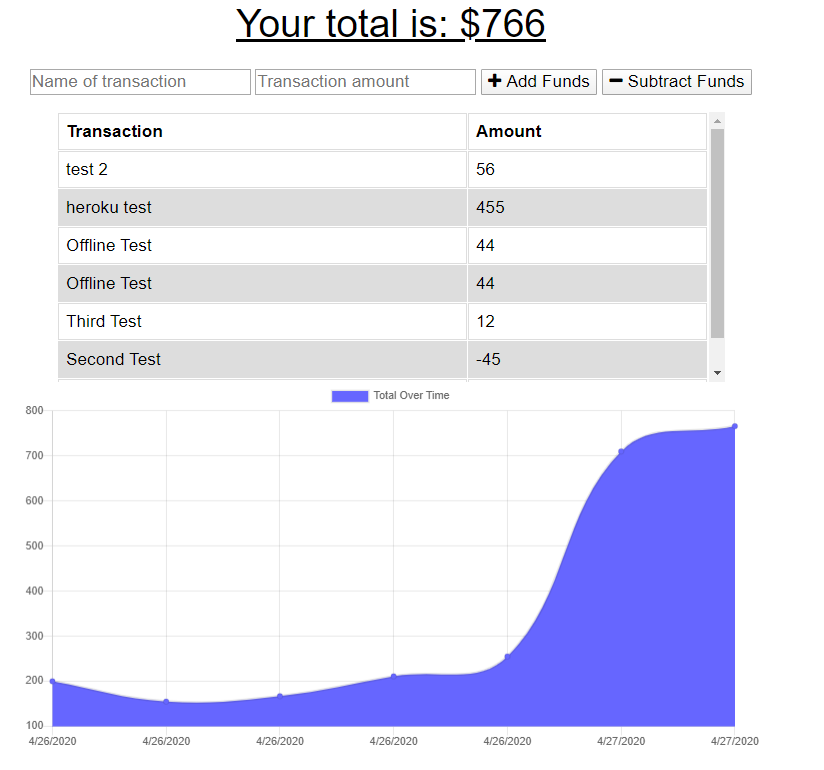 Your total is: $766
Name of transaction Transaction amount + Add Funds − Subtract Funds
Transaction Amount
test 2 56
heroku test 455
Offline Test 44
Offline Test 44
Third Test 12
Second Test -45
Total Over Time
800
700
600
500
400
300
200
100
4/26/2020 4/26/2020 4/26/2020 4/26/2020 4/26/2020 4/27/2020 4/27/2020